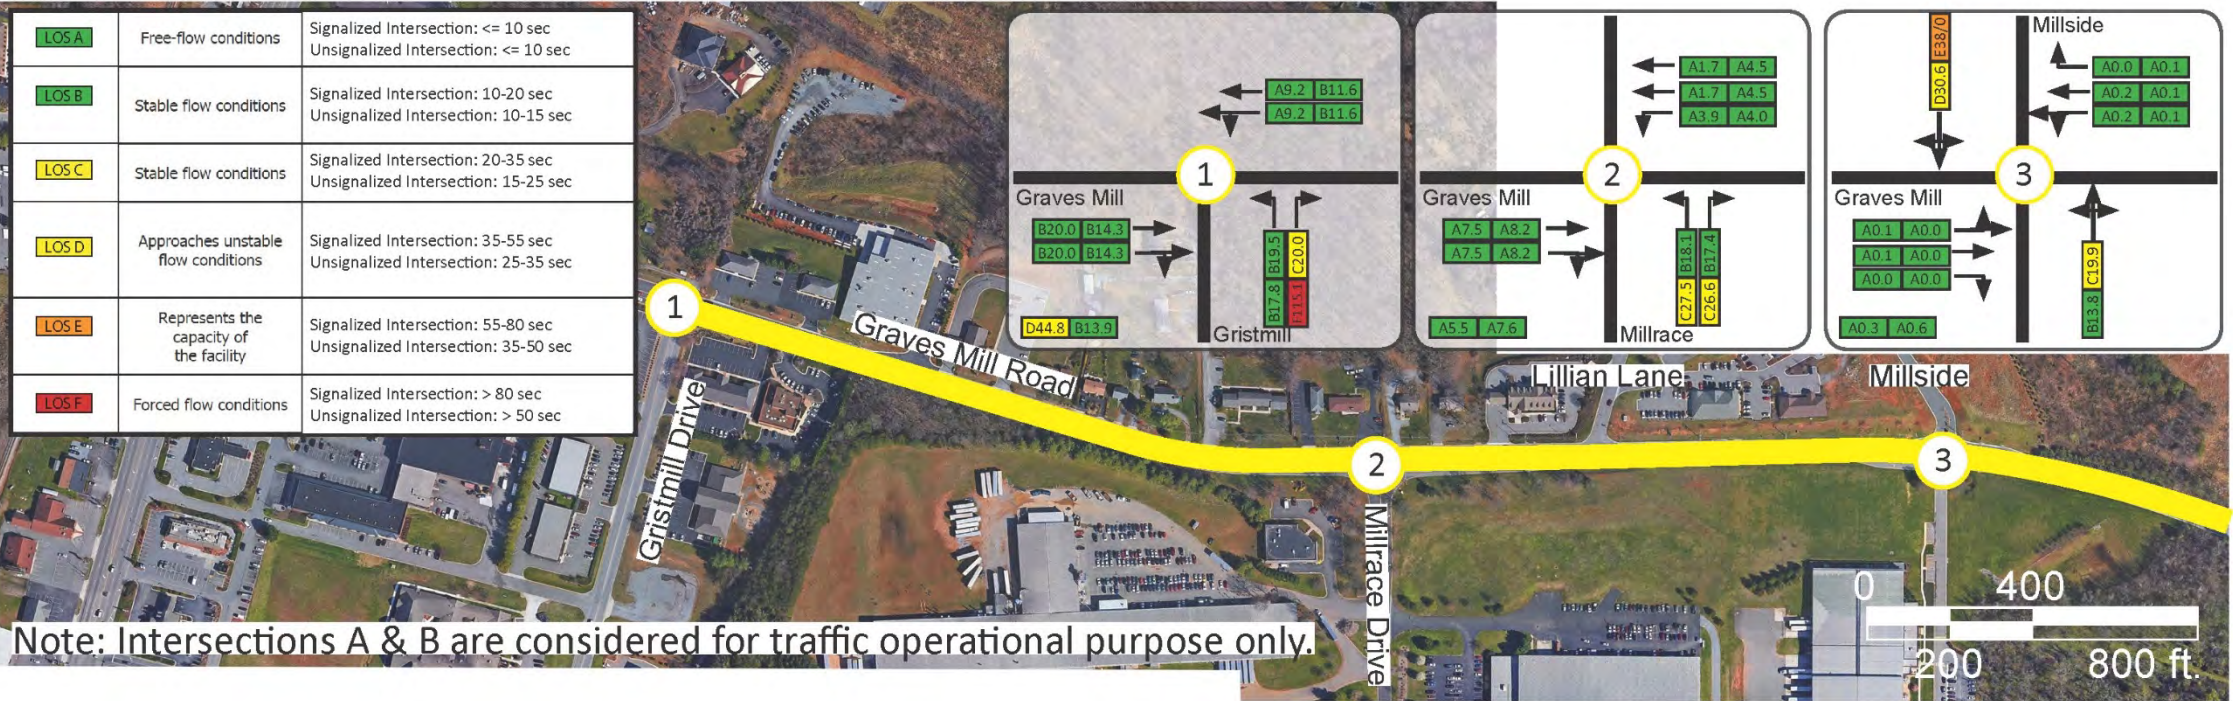 LOS A
Free-flow conditions
Signalized Intersection: <= 10 sec
Unsignalized Intersection: <= 10 sec
LOS B
Stable flow conditions
Signalized Intersection: 10-20 sec
Unsignalized Intersection: 10-15 sec
LOS C
Stable flow conditions
Signalized Intersection: 20-35 sec
Unsignalized Intersection: 15-25 sec
LOS D
Approaches unstable
flow conditions
Signalized Intersection: 35-55 sec
Unsignalized Intersection: 25-35 sec
LOS E
Represents the
capacity of
the facility
Signalized Intersection: 55-80 sec
Unsignalized Intersection: 35-50 sec
LOS F
Forced flow conditions
Signalized Intersection: > 80 sec
Unsignalized Intersection: > 50 sec
A9.2 B11.6
A9.2 B11.6
1
Graves Mill
B20.0 B14.3
B20.0 B14.3
B17.8 B19.5
F115.1 C20.0
D44.8 B13.9
Gristmill
A1.7 A4.5
A1.7 A4.5
A3.9 A4.0
2
Graves Mill
A7.5 A8.2
A7.5 A8.2
C27.5 B18.1
C26.6 B17.4
A5.5 A7.6
Millrace
D30.6 E38/0
Millside
A0.0 A0.1
A0.2 A0.1
A0.2 A0.1
3
Graves Mill
A0.1 A0.0
A0.1 A0.0
A0.0 A0.0
B13.8 C19.9
A0.3 A0.6
1
Graves Mill Road
Gristmill Drive
2
Millrace Drive
Lillian Lane
Millside
3
0 400
200 800 ft.
Note: Intersections A & B are considered for traffic operational purpose only.